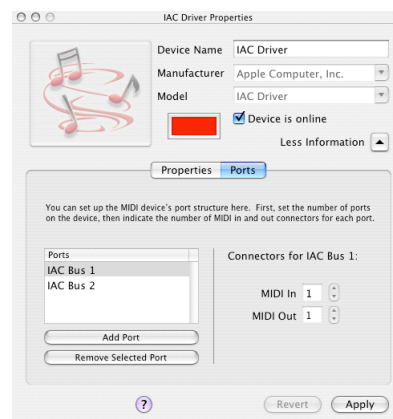 IAC Driver Properties
Device Name IAC Driver
Manufacturer Apple Computer, Inc.
Model IAC Driver
Device is online
Less Information
Properties Ports
You can set up the MIDI device's port structure here. First, set the number of ports
on the device, then indicate the number of MIDI in and out connectors for each port.
Ports
IAC Bus 1
IAC Bus 2
Add Port
Remove Selected Port
Connectors for IAC Bus 1:
MIDI In 1
MIDI Out 1
?
Revert Apply